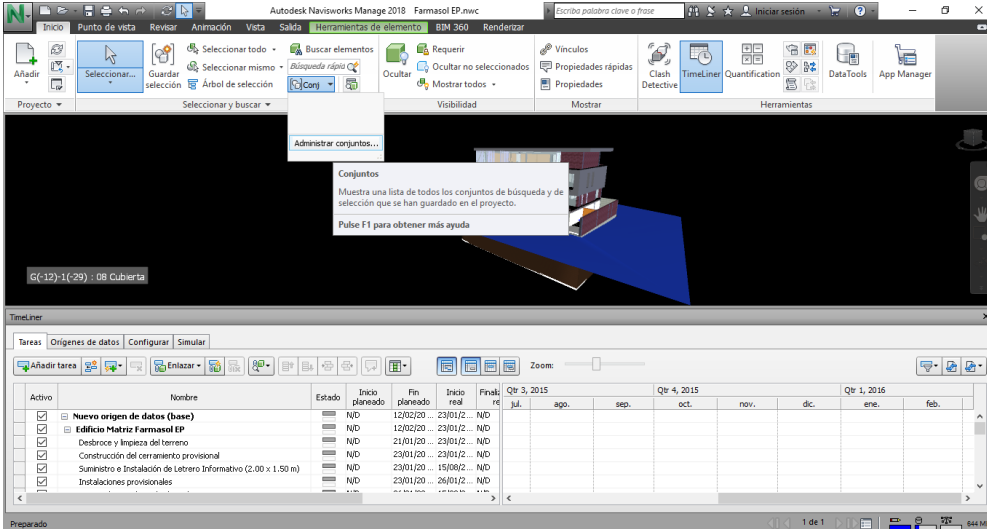 Autodesk Navisworks Manage 2018 Farmasol EP.nwc
Escriba palabra clave o frase
Iniciar sesión
Inicio Punto de vista Revisar Animación Vista Salida Herramientas de elemento BIM 360 Renderizar
Añadir
Proyecto
Seleccionar...
Guardar selección
Seleccionar todo
Seleccionar mismo
Árbol de selección
Buscar elementos
Búsqueda rápida
Conj
Seleccionar y buscar
Ocultar
Requerir
Ocultar no seleccionados
Mostrar todos
Visibilidad
Vínculos
Propiedades rápidas
Propiedades
Mostrar
Clash Detective
TimeLiner
Quantification
DataTools
App Manager
Herramientas
Administrar conjuntos...
Conjuntos
Muestra una lista de todos los conjuntos de búsqueda y de
selección que se han guardado en el proyecto.
Pulse F1 para obtener más ayuda
G(-12)-1(-29) : 08 Cubierta
TimeLiner
Tareas Orígenes de datos Configurar Simular
Añadir tarea Enlazar Zoom:
Activo Nombre Estado Inicio planeado Fin planeado Inicio real
Qtr 3, 2015 Qtr 4, 2015 Qtr 1, 2016
jul. ago. sep. oct. nov. dic. ene. feb.
Nuevo origen de datos (base) N/D 12/02/20 ... 23/01/2... N/D
Edificio Matriz Farmasol EP N/D 12/02/20 ... 23/01/2... N/D
Desbroce y limpieza del terreno N/D 21/01/20 ... 23/01/2... N/D
Construcción del cerramiento provisional N/D 23/01/20 ... 23/01/2... N/D
Suministro e Instalación de Letrero Informativo (2.00 x 1.50 m) N/D 23/01/20 ... 15/08/2... N/D
Instalaciones provisionales N/D 23/01/20 ... 26/01/2... N/D
Preparado
1 de 1
644 M